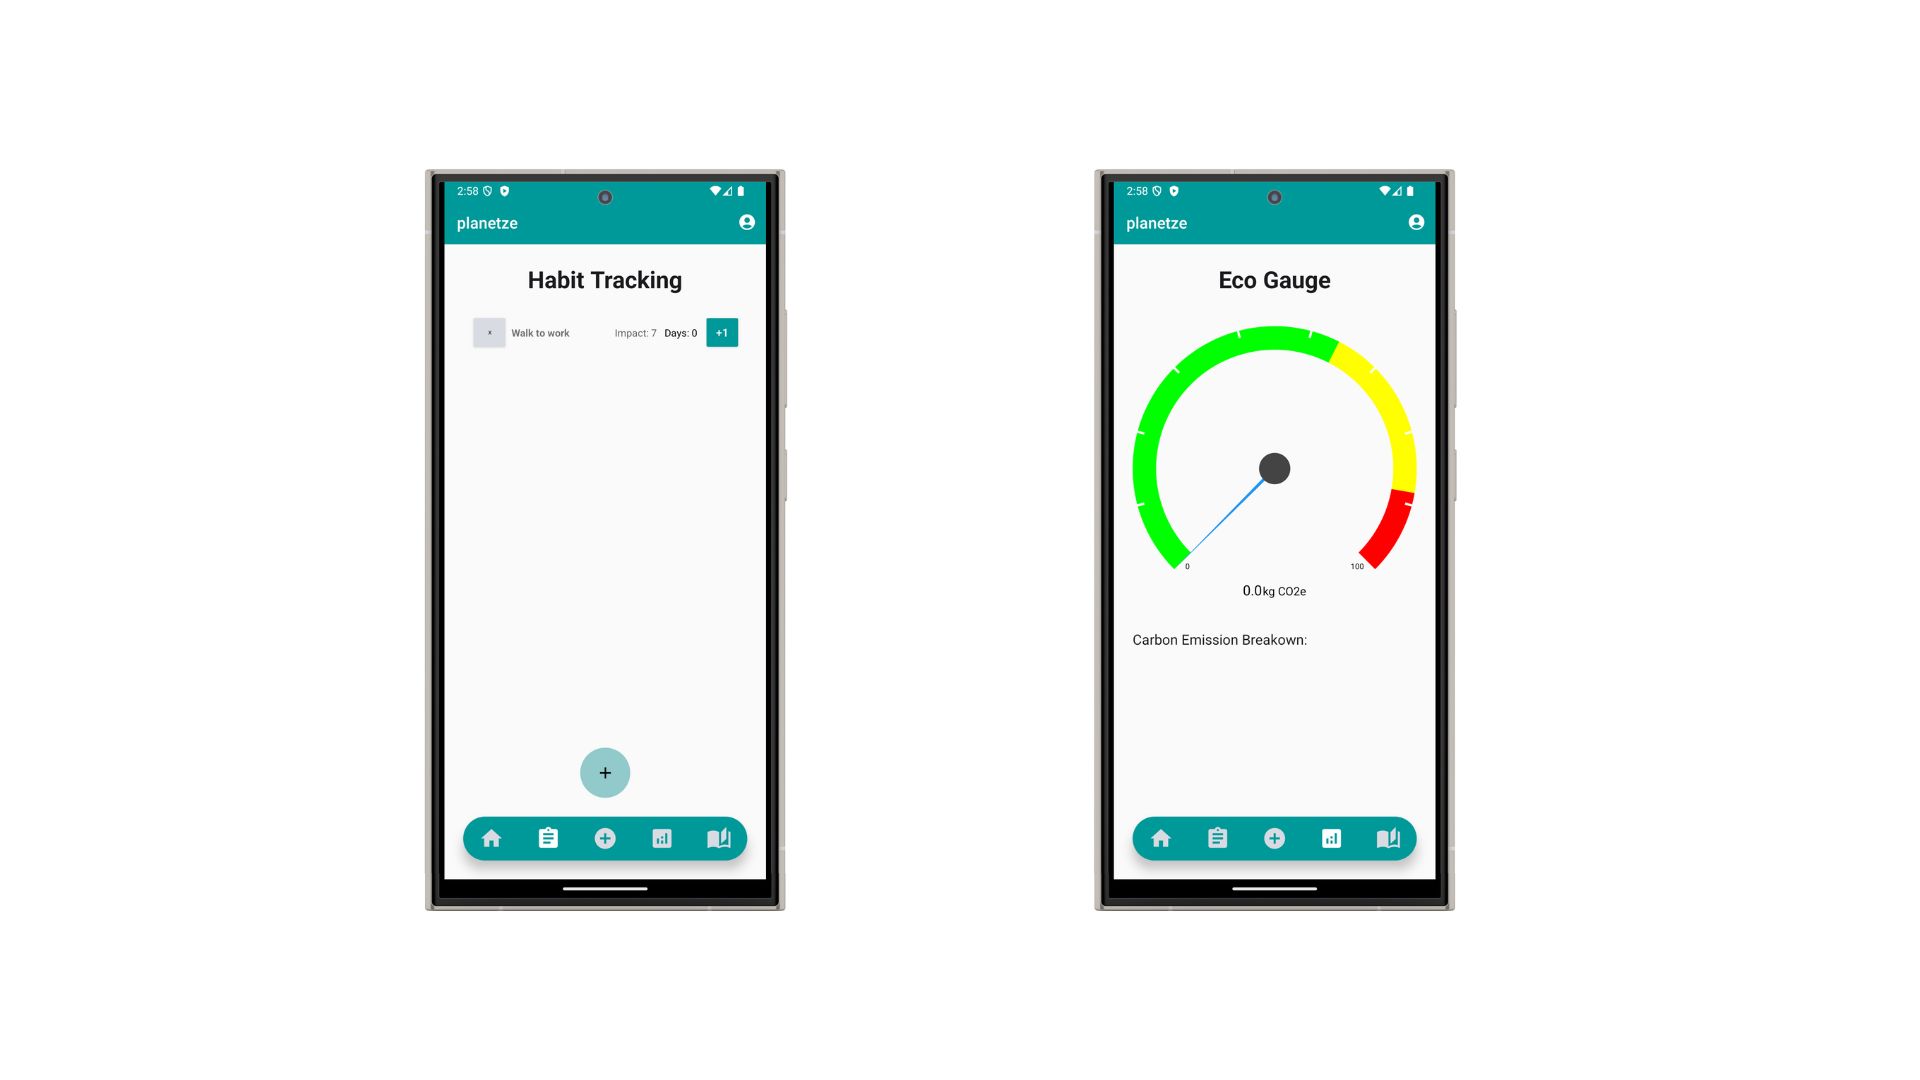 2:58
planetze
Habit Tracking
x Walk to work Impact: 7 Days: 0 +1
+
2:58
planetze
Eco Gauge
0 100
0.0kg CO2e
Carbon Emission Breakown: